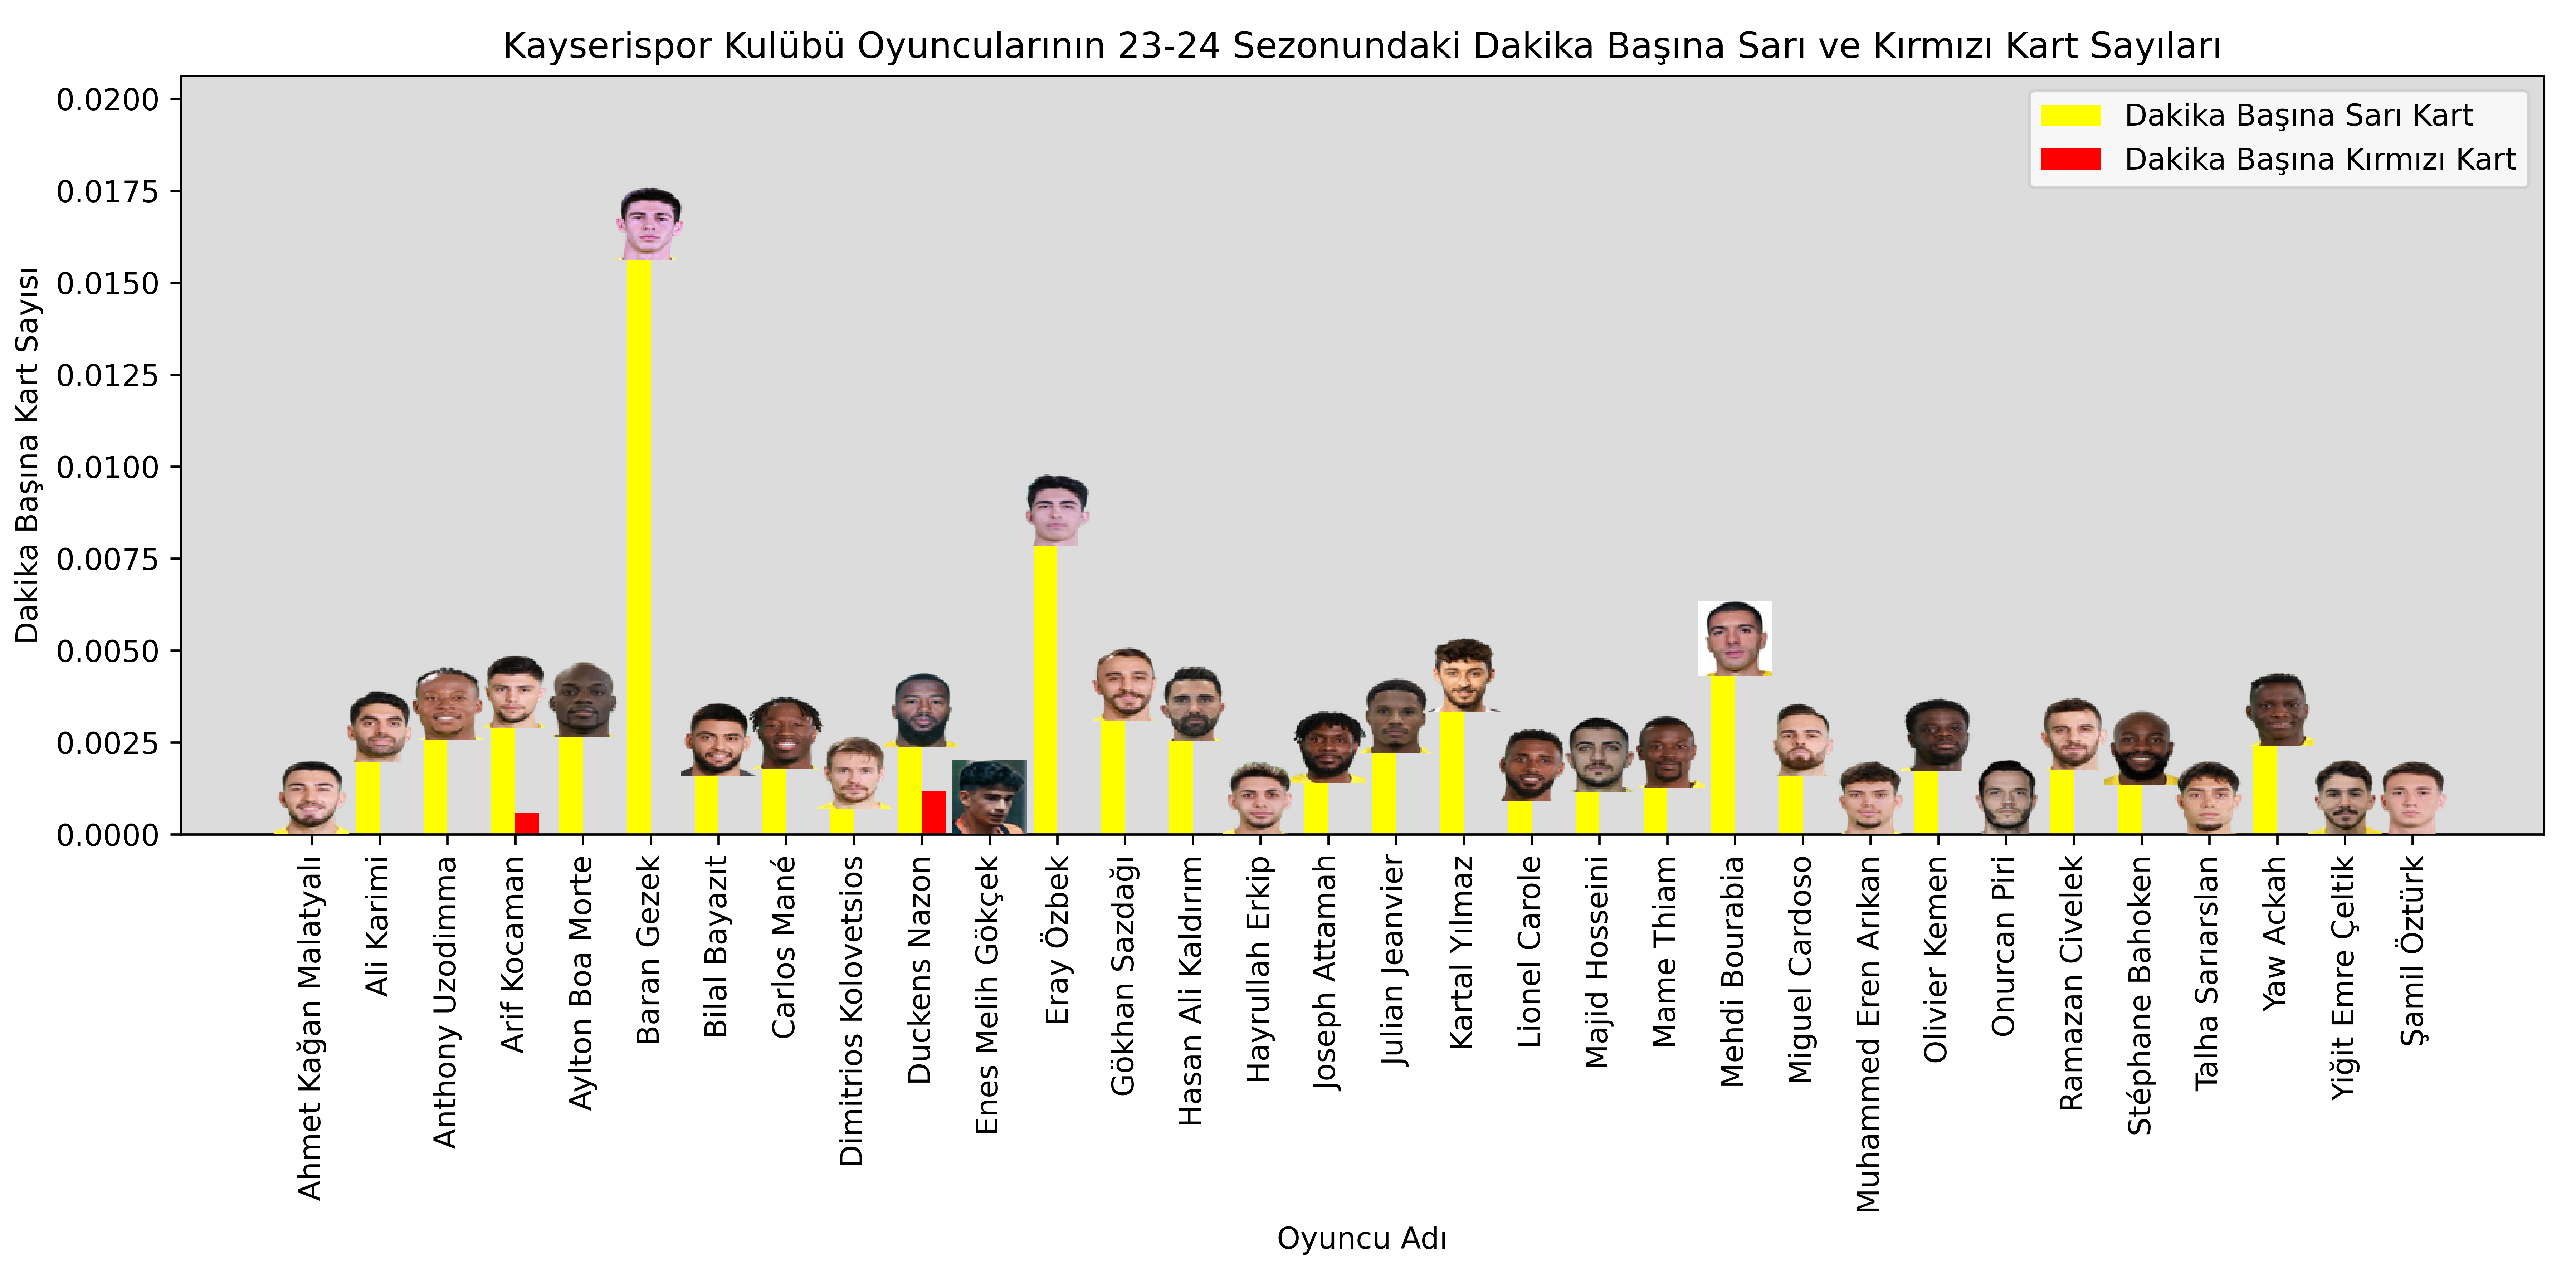 Kayserispor Kulübü Oyuncularının 23-24 Sezonundaki Dakika Başına Sarı ve Kırmızı Kart Sayıları
Dakika Başına Sarı Kart
Dakika Başına Kırmızı Kart
Dakika Başına Kart Sayısı
0.0200
0.0175
0.0150
0.0125
0.0100
0.0075
0.0050
0.0025
0.0000
Ahmet Kağan Malatyalı
Ali Karimi
Anthony Uzodimma
Arif Kocaman
Aylton Boa Morte
Baran Gezek
Bilal Bayazıt
Carlos Mané
Dimitrios Kolovetsios
Duckens Nazon
Enes Melih Gökçek
Eray Özbek
Gökhan Sazdağı
Hasan Ali Kaldırım
Hayrullah Erkip
Joseph Attamah
Julian Jeanvier
Kartal Yılmaz
Lionel Carole
Majid Hosseini
Mame Thiam
Mehdi Bourabia
Miguel Cardoso
Muhammed Eren Arıkan
Olivier Kemen
Onurcan Piri
Ramazan Civelek
Stéphane Bahoken
Talha Sarıarslan
Yaw Ackah
Yiğit Emre Çeltik
Şamil Öztürk
Oyuncu Adı